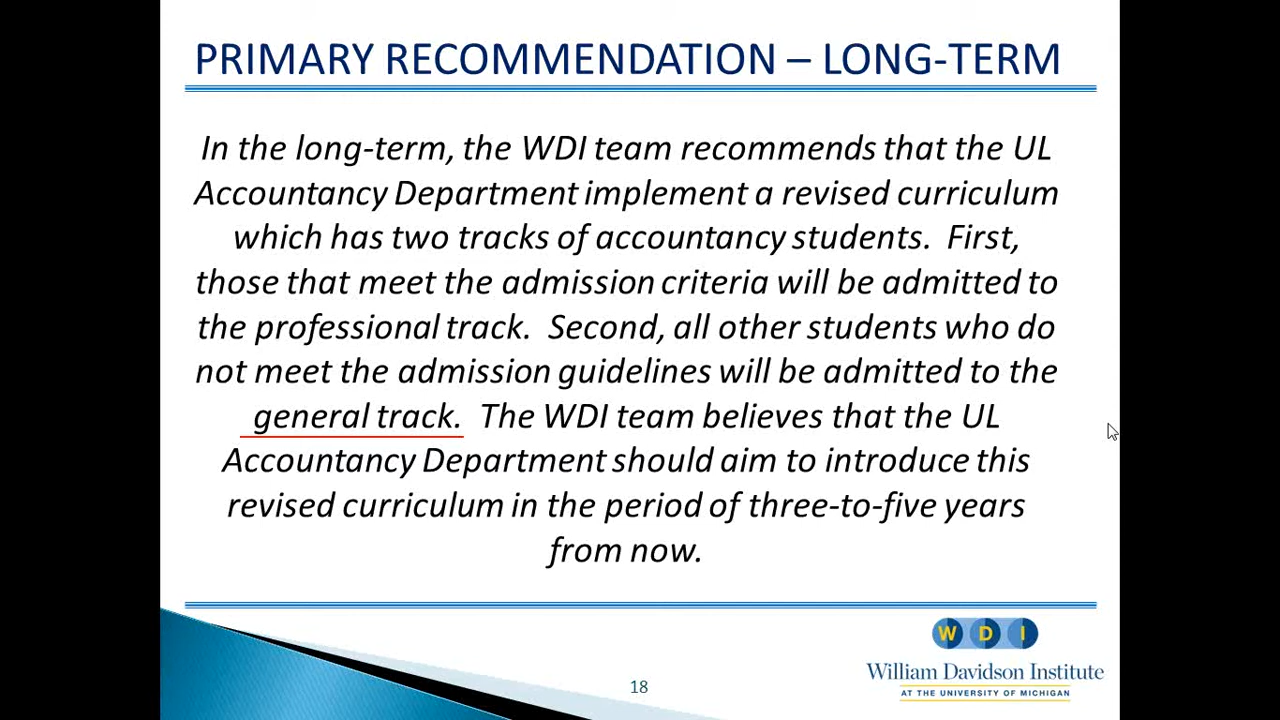 PRIMARY RECOMMENDATION – LONG-TERM
In the long-term, the WDI team recommends that the UL
Accountancy Department implement a revised curriculum
which has two tracks of accountancy students.  First,
those that meet the admission criteria will be admitted to
the professional track.  Second, all other students who do
not meet the admission guidelines will be admitted to the
general track.  The WDI team believes that the UL
Accountancy Department should aim to introduce this
revised curriculum in the period of three-to-five years
from now.
W D I
William Davidson Institute
AT THE UNIVERSITY OF MICHIGAN
18